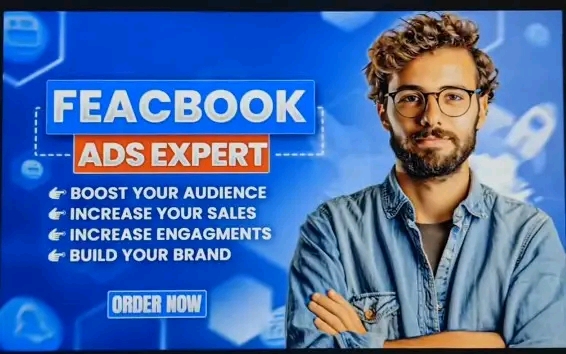 FEACBOOK
ADS EXPERT
BOOST YOUR AUDIENCE
INCREASE YOUR SALES
INCREASE ENGAGMENTS
BUILD YOUR BRAND
ORDER NOW